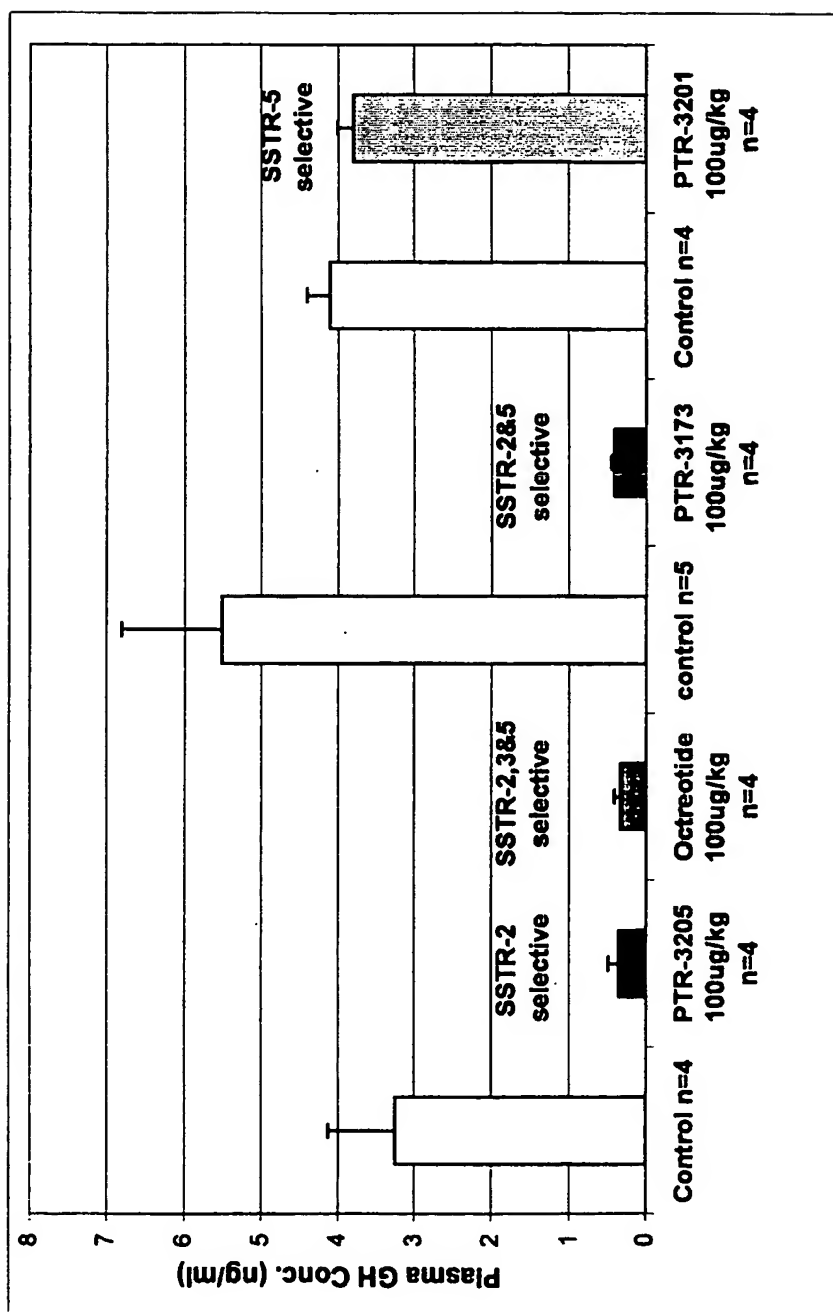 Plasma GH Conc. (ng/ml)
8
7
6
5
4
3
2
1
0
SSTR-2
selective
SSTR-2,3&5
selective
SSTR-2&5
selective
SSTR-5
selective
Control n=4
PTR-3205
100ug/kg
n=4
Octreotide
100ug/kg
n=4
control n=5
PTR-3173
100ug/kg
n=4
Control n=4
PTR-3201
100ug/kg
n=4